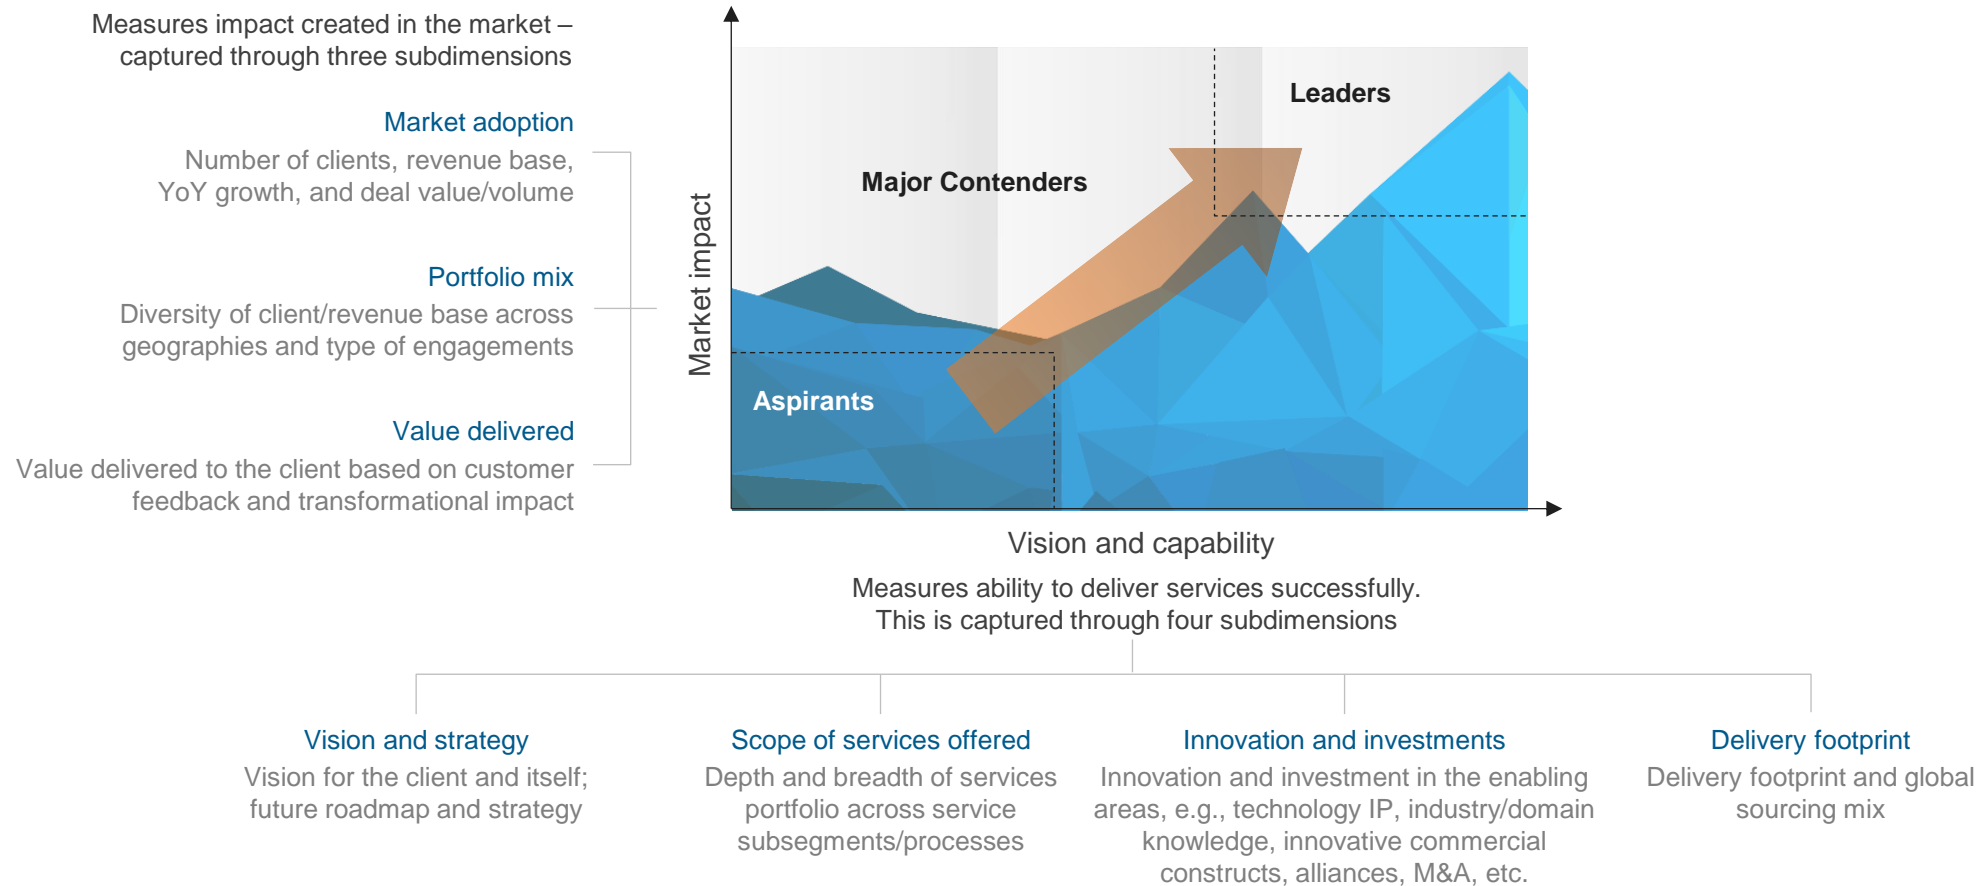 Measures impact created in the market –
captured through three subdimensions
Market adoption
Number of clients, revenue base,
YoY growth, and deal value/volume
Portfolio mix
Diversity of client/revenue base across
geographies and type of engagements
Value delivered
Value delivered to the client based on customer
feedback and transformational impact
Market impact
Leaders
Major Contenders
Aspirants
Vision and capability
Measures ability to deliver services successfully.
This is captured through four subdimensions
Vision and strategy
Vision for the client and itself;
future roadmap and strategy
Scope of services offered
Depth and breadth of services
portfolio across service
subsegments/processes
Innovation and investments
Innovation and investment in the enabling
areas, e.g., technology IP, industry/domain
knowledge, innovative commercial
constructs, alliances, M&A, etc.
Delivery footprint
Delivery footprint and global
sourcing mix